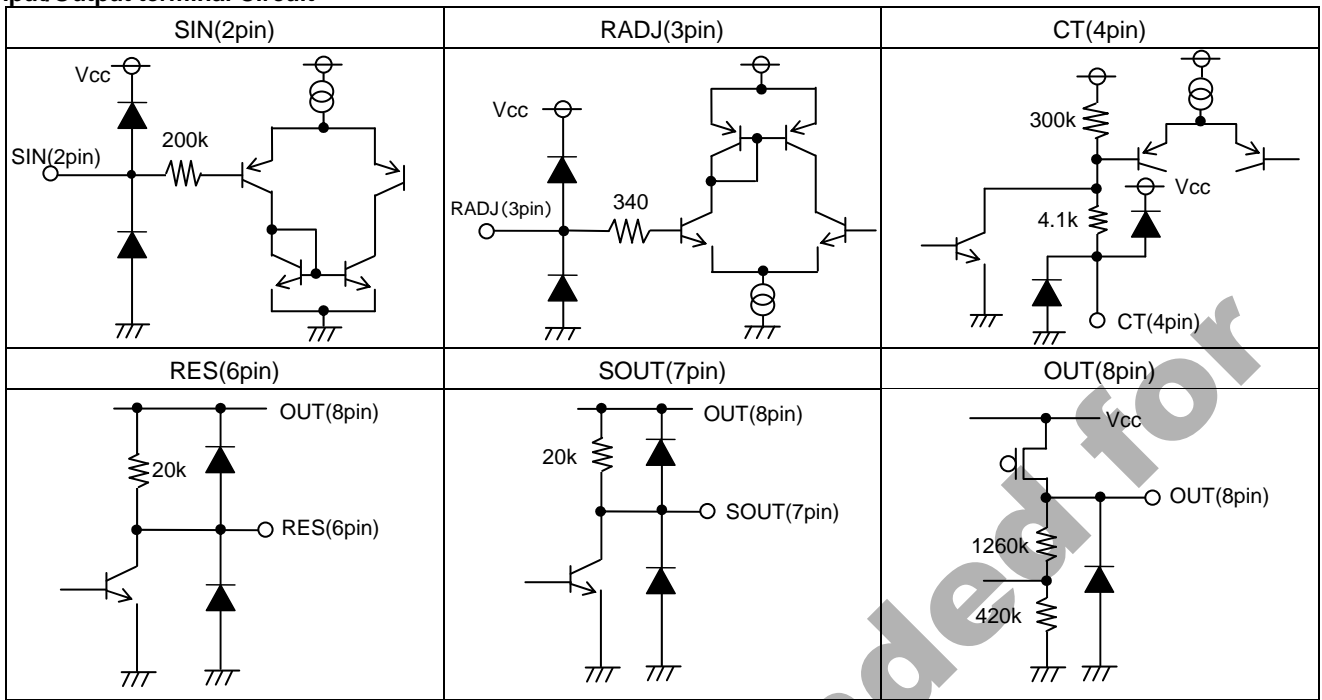 SIN(2pin)
RADJ(3pin)
CT(4pin)
Vcc
200k
SIN(2pin)
Vcc
340
RADJ(3pin)
300k
Vcc
4.1k
CT(4pin)
RES(6pin)
SOUT(7pin)
OUT(8pin)
OUT(8pin)
20k
RES(6pin)
OUT(8pin)
20k
SOUT(7pin)
Vcc
OUT(8pin)
1260k
420k
ded for